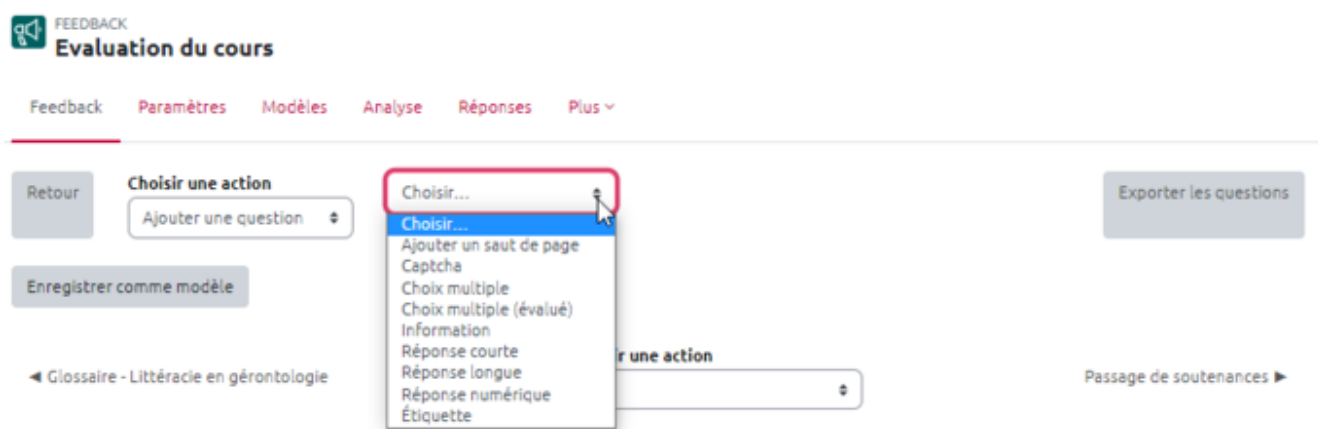 FEEDBACK
Evaluation du cours
Feedback Paramètres Modèles Analyse Réponses Plus
Retour
Choisir une action
Ajouter une question
Choisir...
Exporter les questions
Choisir...
Ajouter un saut de page
Captcha
Choix multiple
Choix multiple (évalué)
Information
Réponse courte
Réponse longue
Réponse numérique
Étiquette
Enregistrer comme modèle
◄ Glossaire - Littéracie en gérontologie
r une action
Passage de soutenances ►